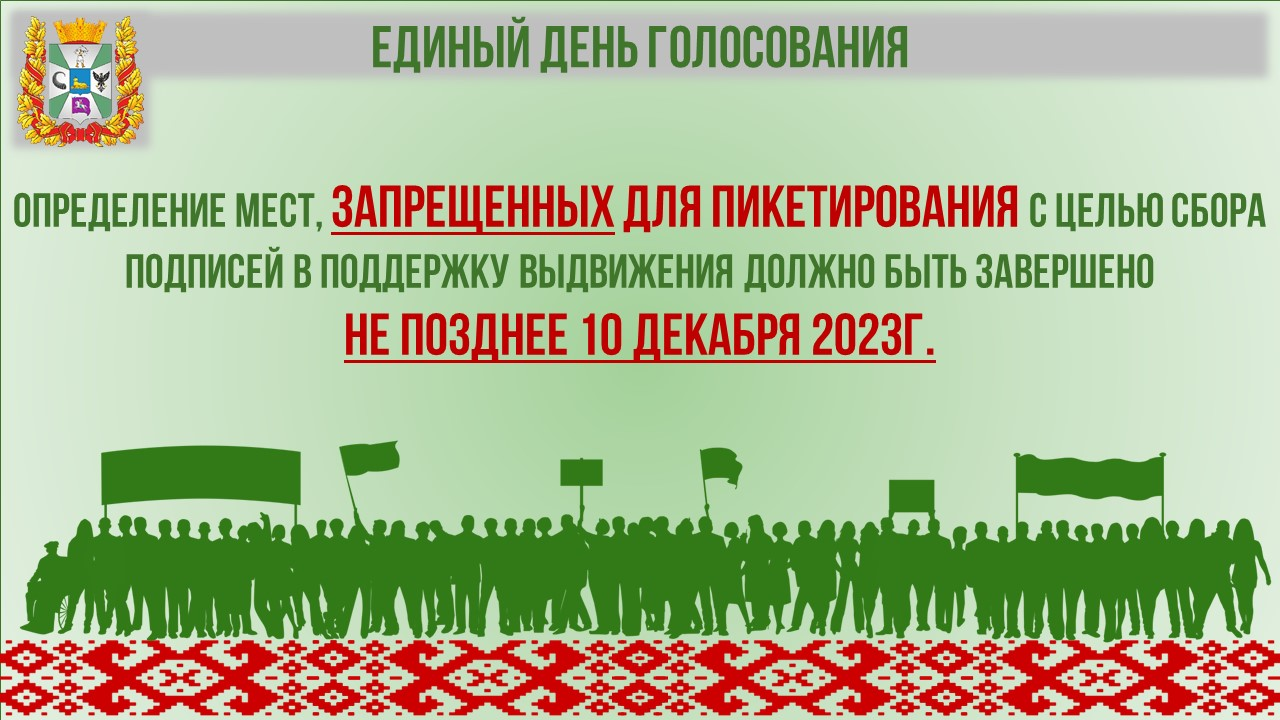 ЕДИНЫЙ ДЕНЬ ГОЛОСОВАНИЯ
ОПРЕДЕЛЕНИЕ МЕСТ, ЗАПРЕЩЕННЫХ ДЛЯ ПИКЕТИРОВАНИЯ С ЦЕЛЬЮ СБОРА
ПОДПИСЕЙ В ПОДДЕРЖКУ ВЫДВИЖЕНИЯ ДОЛЖНО БЫТЬ ЗАВЕРШЕНО
НЕ ПОЗДНЕЕ 10 ДЕКАБРЯ 2023Г.